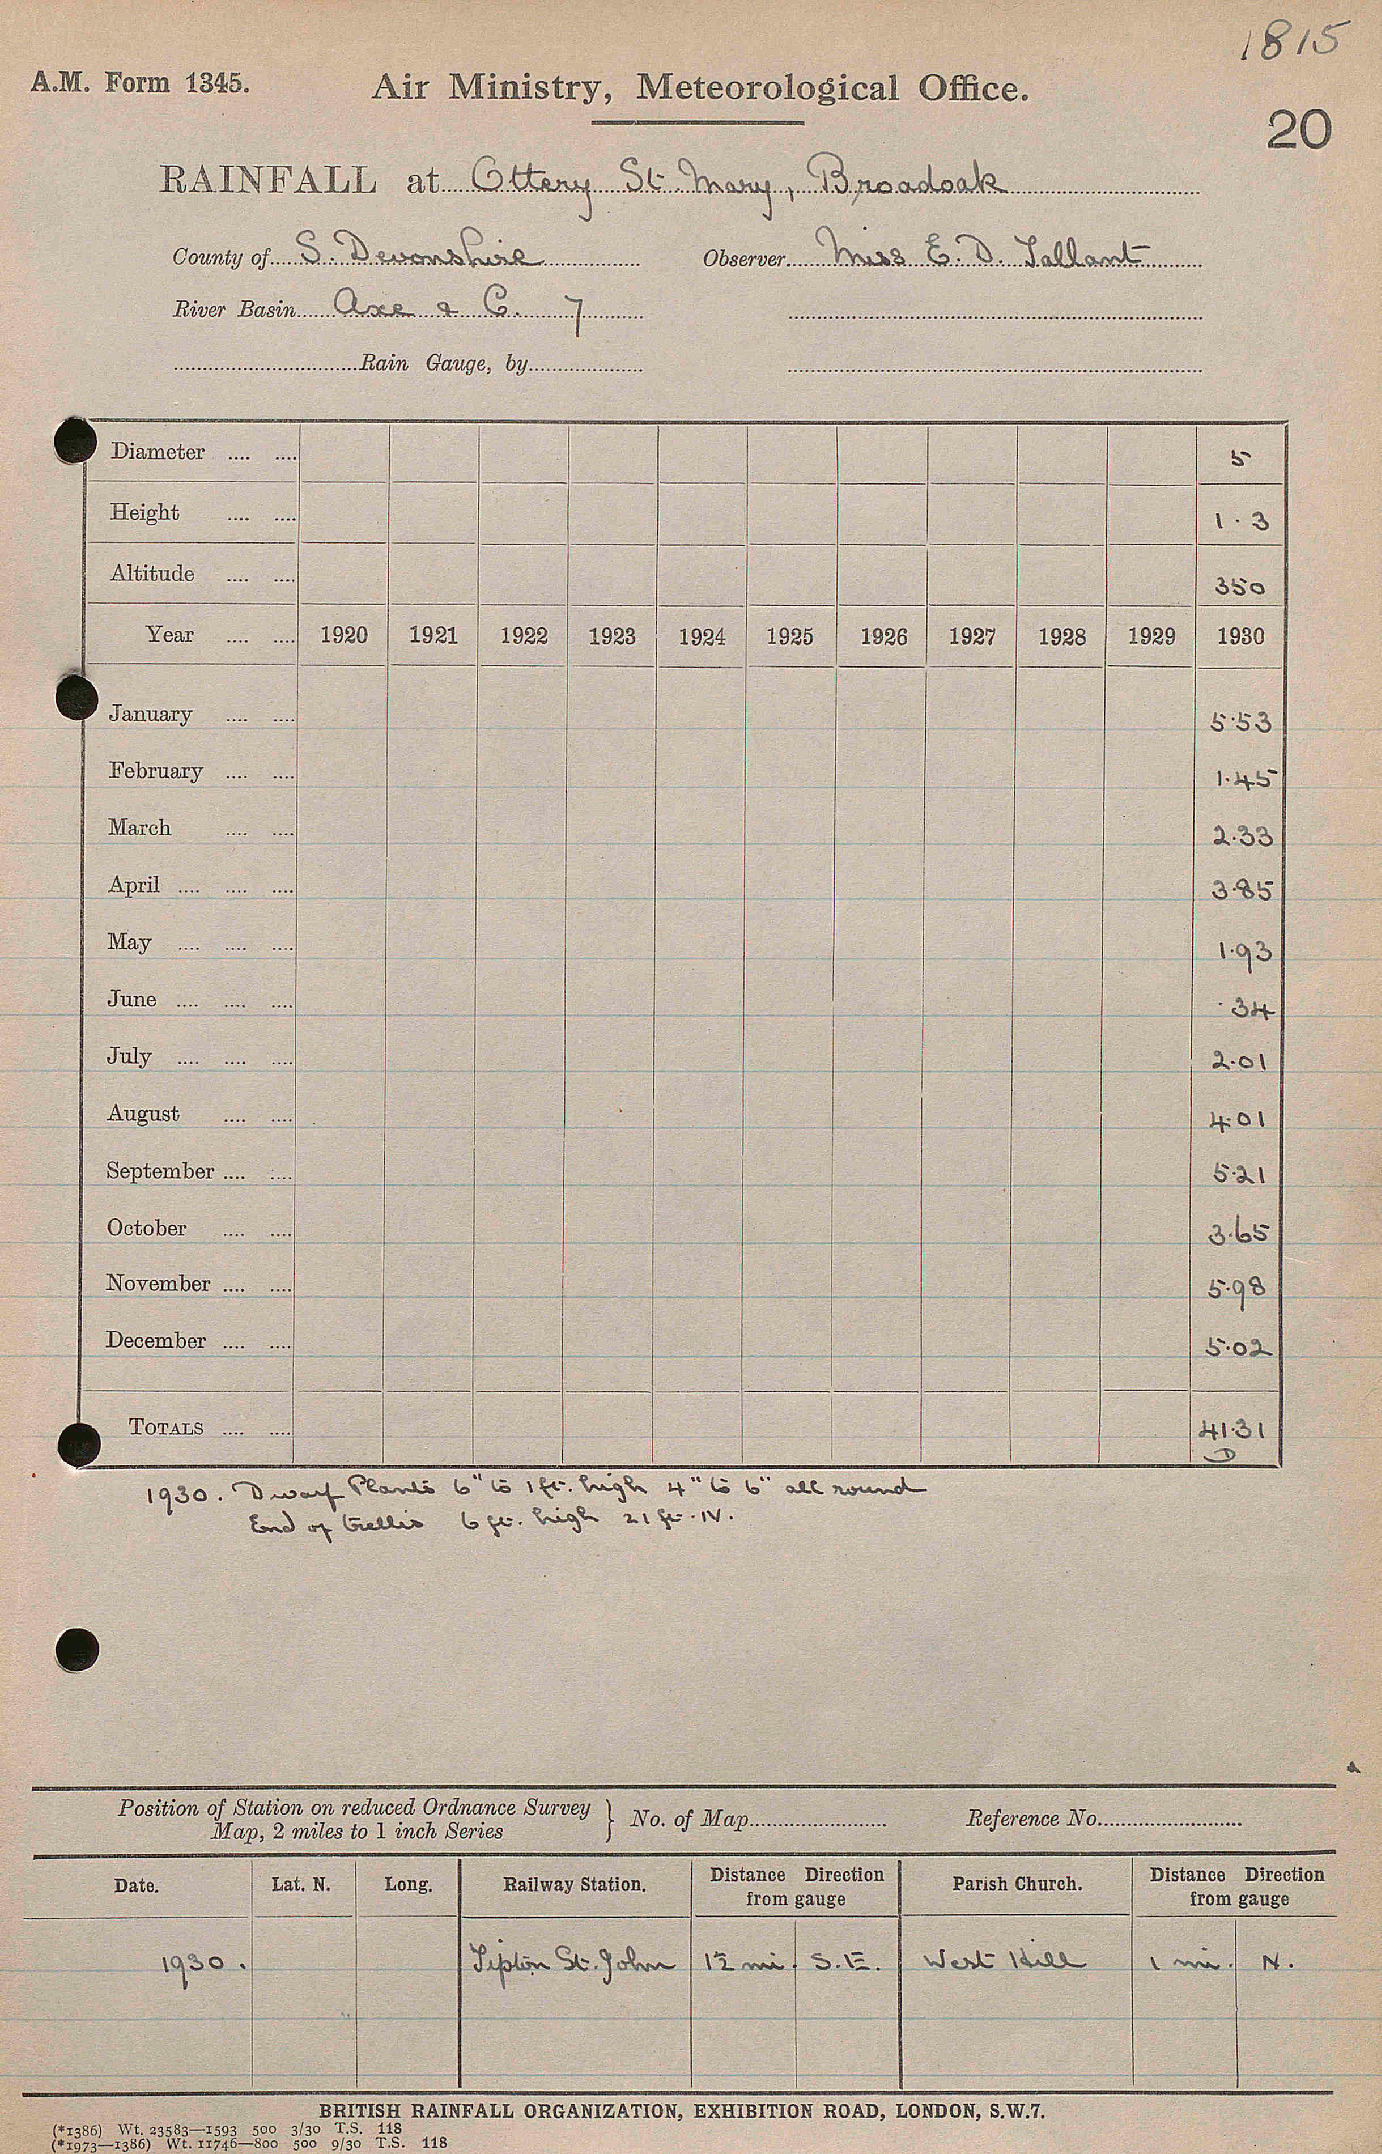 1815
A.M. Form 1345. Air Ministry, Meteorological Office.
20
RAINFALL at Ottery St Mary, Broadoak
County of S. Devonshire Observer Miss E. D. Tallant
River Basin Axe & C. 7
Rain Gauge, by
Diameter .... .... 5
Height .... .... 1.3
Altitude .... .... 350
Year .... .... 1920 1921 1922 1923 1924 1925 1926 1927 1928 1929 1930
January .... .... 5.53
February .... .... 1.45
March .... .... 2.33
April .... .... .... 3.85
May .... .... .... 1.93
June .... .... .... .34
July .... .... .... 2.01
August .... .... 4.01
September .... .... 5.21
October .... .... 3.65
November .... .... 5.98
December .... .... 5.02
TOTALS .... .... 41.31
D
1930. Dwarf Plants 6" to 1 ft. high 4" to 6" all round
End of trellis 6 ft. high 21 ft. IV.
Position of Station on reduced Ordnance Survey
Map, 2 miles to 1 inch Series } No. of Map Reference No.
Date. Lat. N. Long. Railway Station. Distance Direction from gauge Parish Church. Distance Direction from gauge
1930. Tipton St. John 1½ mi. S.E. West Hill 1 mi. N.
BRITISH RAINFALL ORGANIZATION, EXHIBITION ROAD, LONDON, S.W.7.
(*1386) Wt. 23583—1593 500 3/30 T.S. 118
(*1973—1386) Wt. 11746—800 500 9/30 T.S. 118